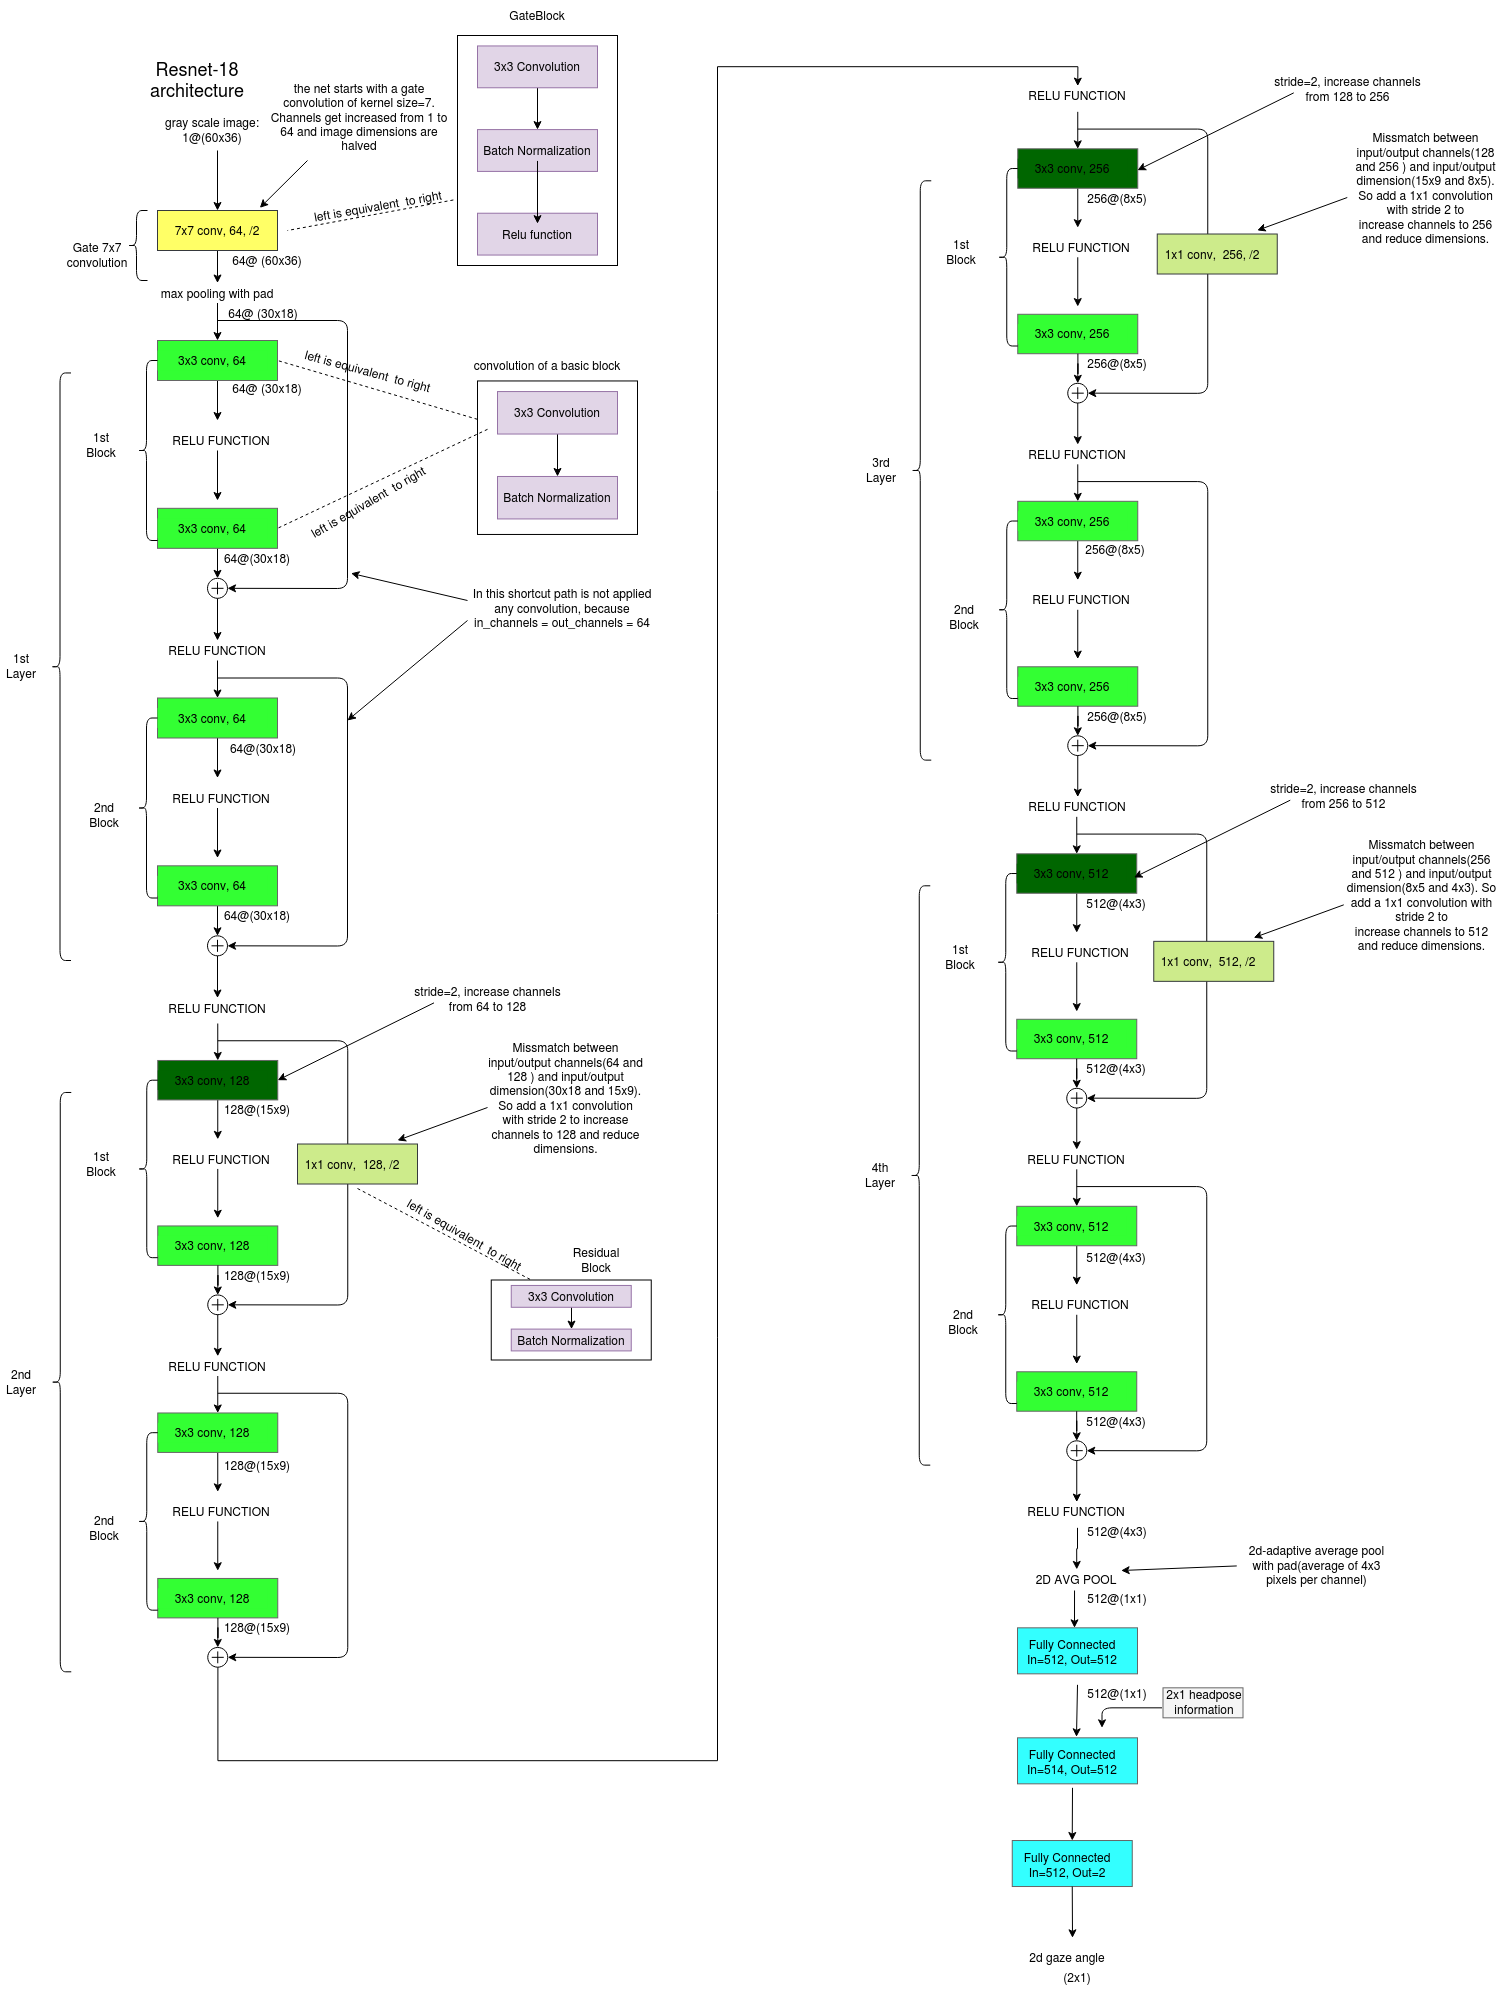 GateBlock
3x3 Convolution
Batch Normalization
Relu function
Resnet-18
architecture
the net starts with a gate
convolution of kernel size=7.
Channels get increased from 1 to
64 and image dimensions are
halved
gray scale image:
1@(60x36)
left is equivalent to right
7x7 conv, 64, /2
Gate 7x7
convolution
64@ (60x36)
max pooling with pad
64@ (30x18)
3x3 conv, 64
64@ (30x18)
left is equivalent to right
convolution of a basic block
3x3 Convolution
Batch Normalization
1st
Block
RELU FUNCTION
left is equivalent to right
3x3 conv, 64
64@(30x18)
In this shortcut path is not applied
any convolution, because
in_channels = out_channels = 64
1st
Layer
RELU FUNCTION
3x3 conv, 64
64@(30x18)
2nd
Block
RELU FUNCTION
3x3 conv, 64
64@(30x18)
RELU FUNCTION
stride=2, increase channels
from 64 to 128
3x3 conv, 128
128@(15x9)
Missmatch between
input/output channels(64 and
128 ) and input/output
dimension(30x18 and 15x9).
So add a 1x1 convolution
with stride 2 to increase
channels to 128 and reduce
dimensions.
1st
Block
RELU FUNCTION
1x1 conv, 128, /2
left is equivalent to right
Residual
Block
3x3 Convolution
Batch Normalization
3x3 conv, 128
128@(15x9)
2nd
Layer
RELU FUNCTION
3x3 conv, 128
128@(15x9)
2nd
Block
RELU FUNCTION
3x3 conv, 128
128@(15x9)
RELU FUNCTION
stride=2, increase channels
from 128 to 256
3x3 conv, 256
256@(8x5)
Missmatch between
input/output channels(128
and 256 ) and input/output
dimension(15x9 and 8x5).
So add a 1x1 convolution
with stride 2 to
increase channels to 256
and reduce dimensions.
1st
Block
RELU FUNCTION
1x1 conv, 256, /2
3x3 conv, 256
256@(8x5)
3rd
Layer
RELU FUNCTION
3x3 conv, 256
256@(8x5)
2nd
Block
RELU FUNCTION
3x3 conv, 256
256@(8x5)
RELU FUNCTION
stride=2, increase channels
from 256 to 512
3x3 conv, 512
512@(4x3)
Missmatch between
input/output channels(256
and 512 ) and input/output
dimension(8x5 and 4x3). So
add a 1x1 convolution with
stride 2 to
increase channels to 512
and reduce dimensions.
1st
Block
RELU FUNCTION
1x1 conv, 512, /2
3x3 conv, 512
512@(4x3)
4th
Layer
RELU FUNCTION
3x3 conv, 512
512@(4x3)
2nd
Block
RELU FUNCTION
3x3 conv, 512
512@(4x3)
RELU FUNCTION
512@(4x3)
2D AVG POOL
2d-adaptive average pool
with pad(average of 4x3
pixels per channel)
512@(1x1)
Fully Connected
In=512, Out=512
512@(1x1)
2x1 headpose
information
Fully Connected
In=514, Out=512
Fully Connected
In=512, Out=2
2d gaze angle
(2x1)